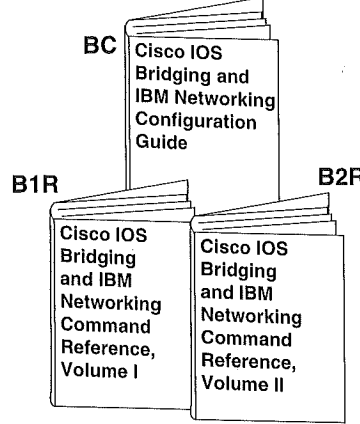 BC
Cisco IOS
Bridging and
IBM Networking
Configuration
Guide
B1R
Cisco IOS
Bridging
and IBM
Networking
Command
Reference,
Volume I
B2R
Cisco IOS
Bridging
and IBM
Networking
Command
Reference,
Volume II